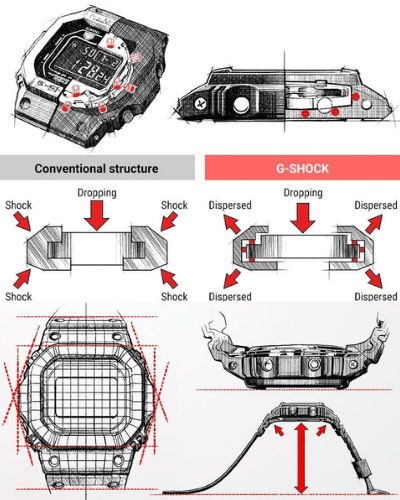 Conventional structure
G-SHOCK
Dropping
Shock
Shock
Shock
Shock
Dropping
Dispersed
Dispersed
Dispersed
Dispersed